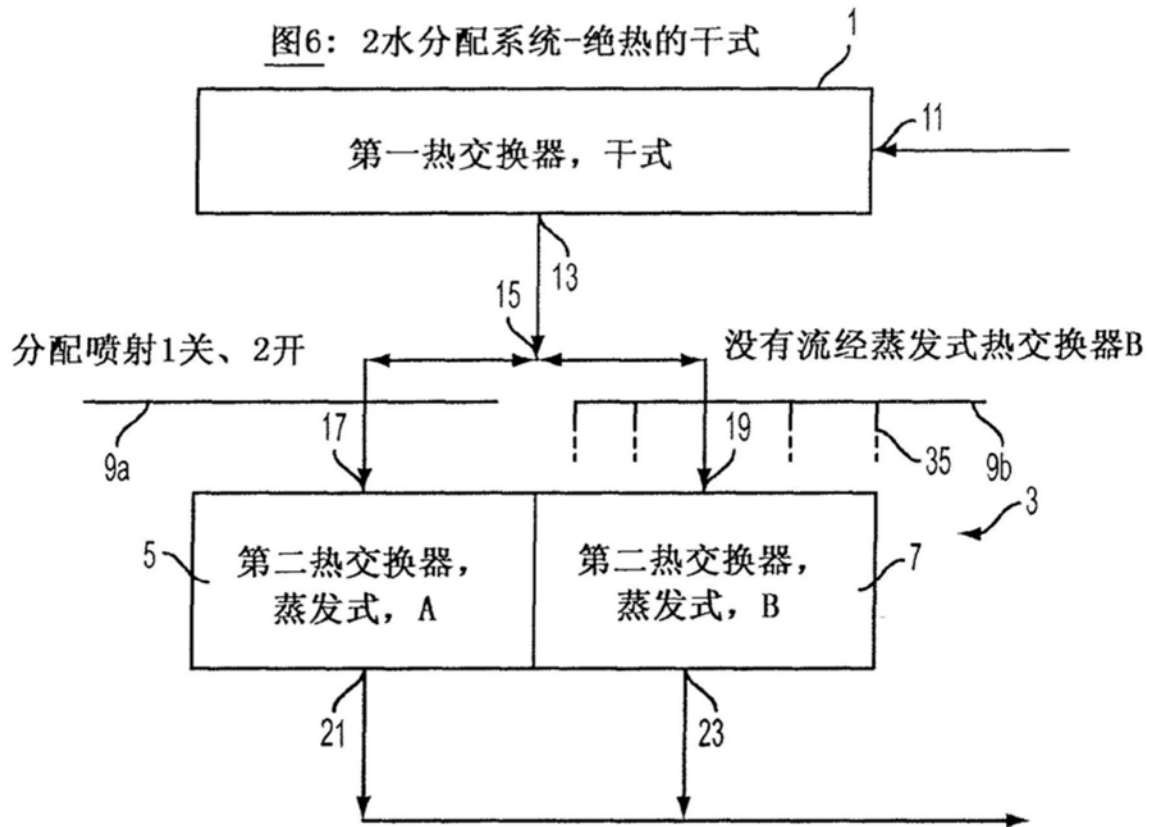 图6: 2水分配系统-绝热的干式
1
第一热交换器，干式
11
13
15
分配喷射1关、2开
没有流经蒸发式热交换器B
9a
17
19
35
9b
3
5
第二热交换器，
蒸发式，A
第二热交换器，
蒸发式，B
7
21
23